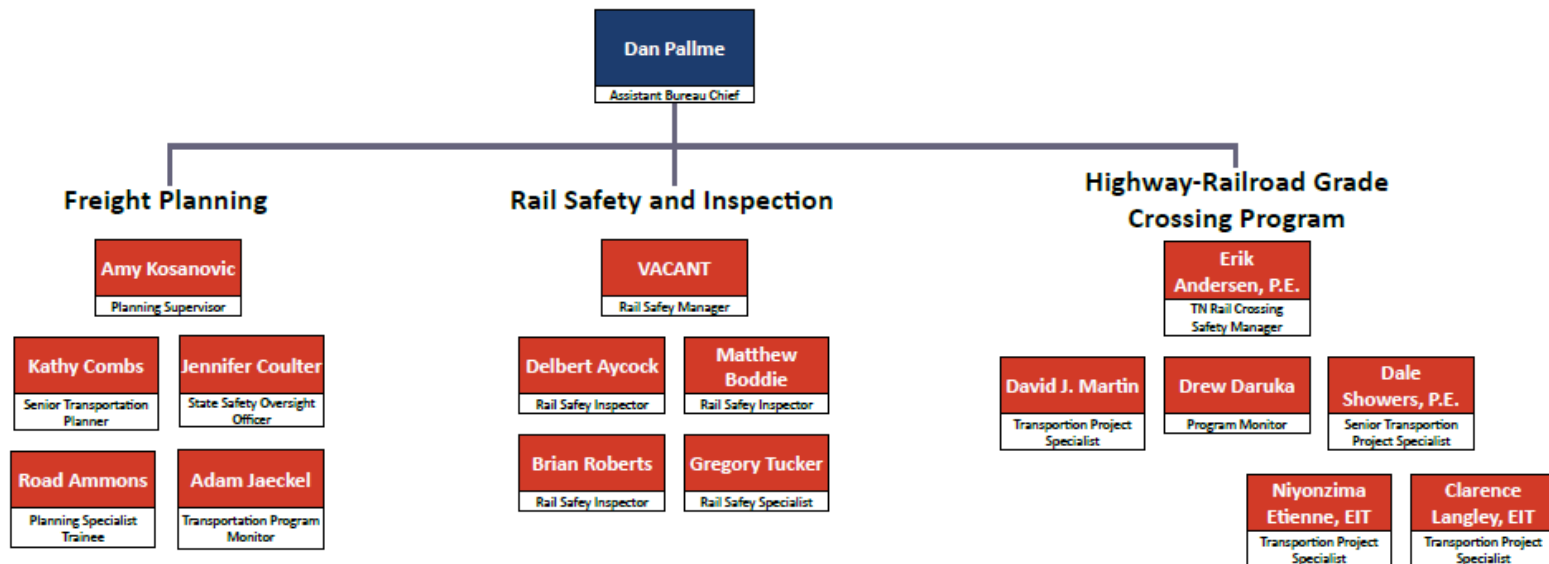 Dan Pallme
Assistant Bureau Chief
Freight Planning
Amy Kosanovic
Planning Supervisor
Kathy Combs
Senior Transportation
Planner
Jennifer Coulter
State Safety Oversight
Officer
Road Ammons
Planning Specialist
Trainee
Adam Jaeckel
Transportation Program
Monitor
Rail Safety and Inspection
VACANT
Rail Safey Manager
Delbert Aycock
Rail Safey Inspector
Matthew
Boddie
Rail Safey Inspector
Brian Roberts
Rail Safey Inspector
Gregory Tucker
Rail Safey Specialist
Highway-Railroad Grade
Crossing Program
Erik
Andersen, P.E.
TN Rail Crossing
Safety Manager
David J. Martin
Transportion Project
Specialist
Drew Daruka
Program Monitor
Dale
Showers, P.E.
Senior Transportion
Project Specialist
Niyonzima
Etienne, EIT
Transportion Project
Specialist
Clarence
Langley, EIT
Transportion Project
Specialist